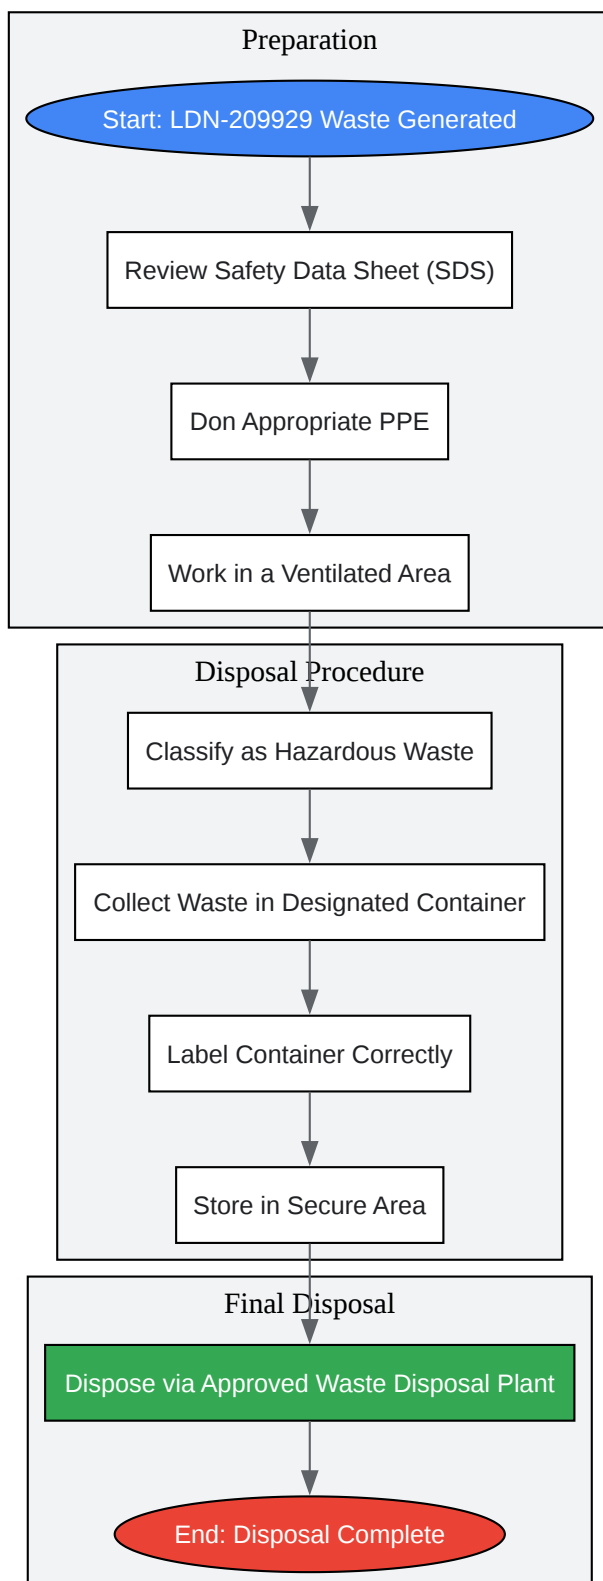 Preparation
Start: LDN-209929 Waste Generated
Review Safety Data Sheet (SDS)
Don Appropriate PPE
Work in a Ventilated Area
Disposal Procedure
Classify as Hazardous Waste
Collect Waste in Designated Container
Label Container Correctly
Store in Secure Area
Final Disposal
Dispose via Approved Waste Disposal Plant
End: Disposal Complete